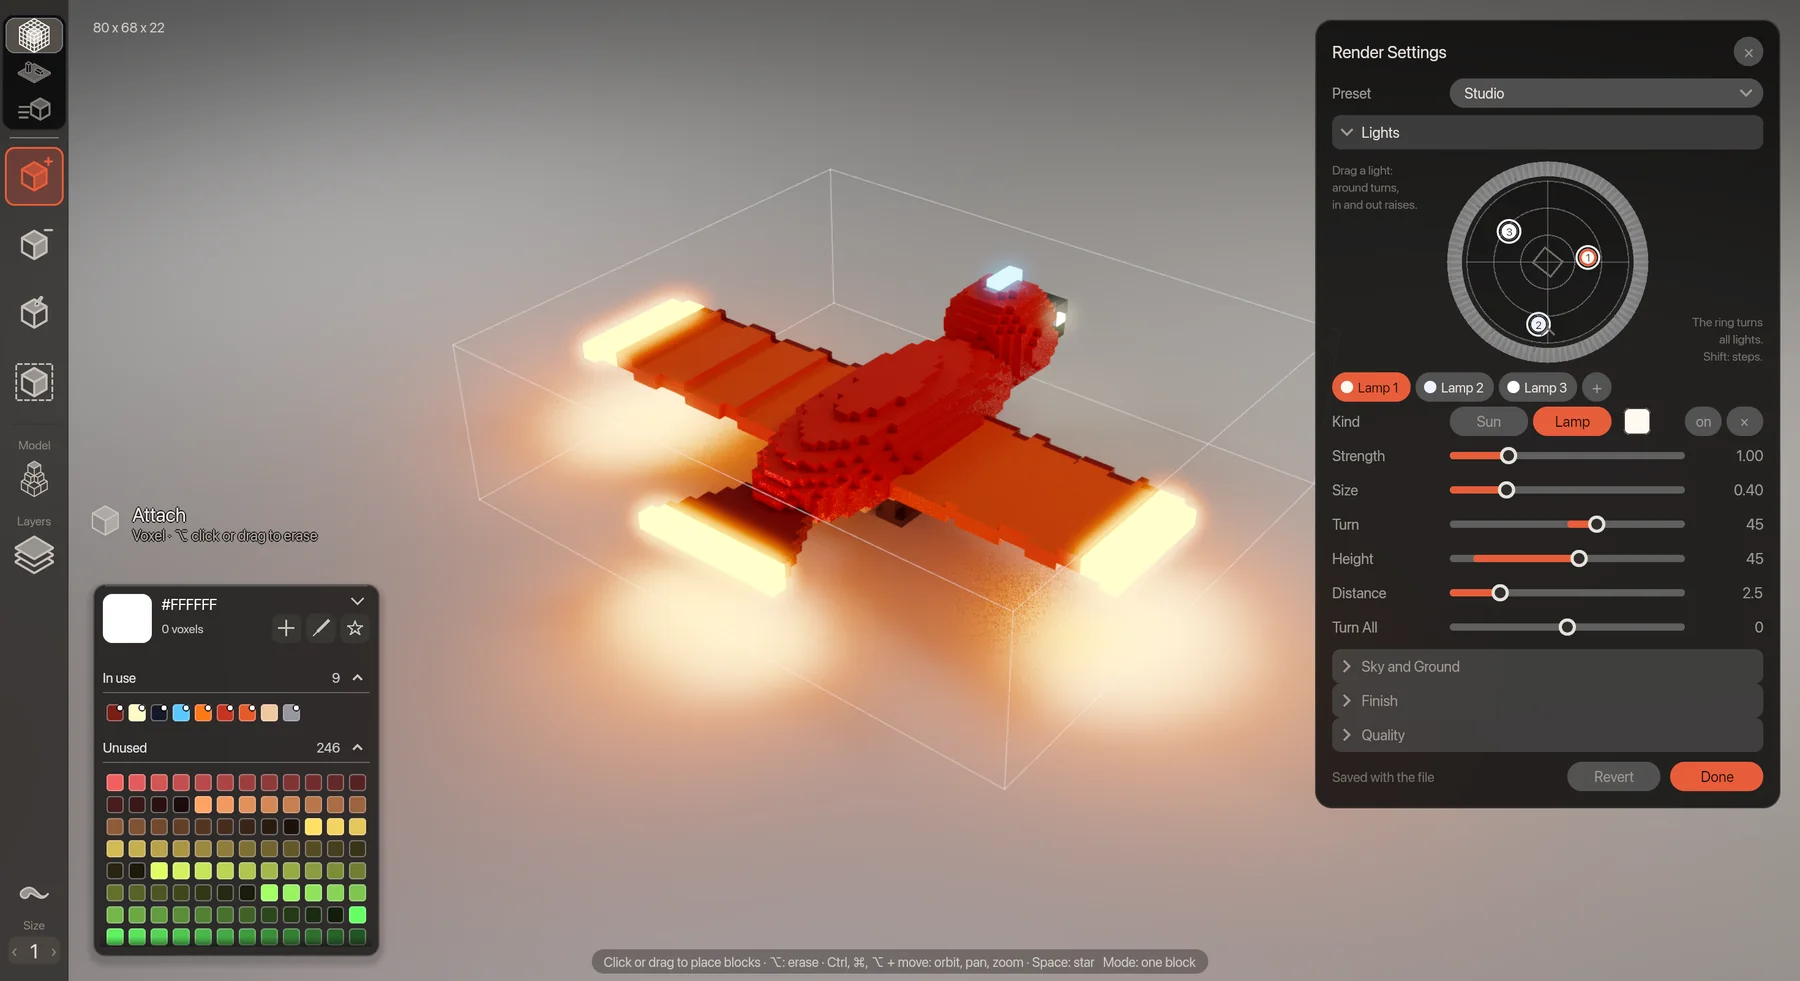 80 x 68 x 22
Model
Layers
Size
1
Attach
Voxel · ⌥ click or drag to erase
#FFFFFF
0 voxels
In use 9
Unused 246
Click or drag to place blocks · ⌥: erase · Ctrl, ⌘, ⌥ + move: orbit, pan, zoom · Space: star Mode: one block
Render Settings
Preset Studio
Lights
Drag a light:
around turns,
in and out raises.
3
1
2
The ring turns
all lights.
Shift: steps.
Lamp 1 Lamp 2 Lamp 3 +
Kind Sun Lamp on ×
Strength 1.00
Size 0.40
Turn 45
Height 45
Distance 2.5
Turn All 0
Sky and Ground
Finish
Quality
Saved with the file Revert Done